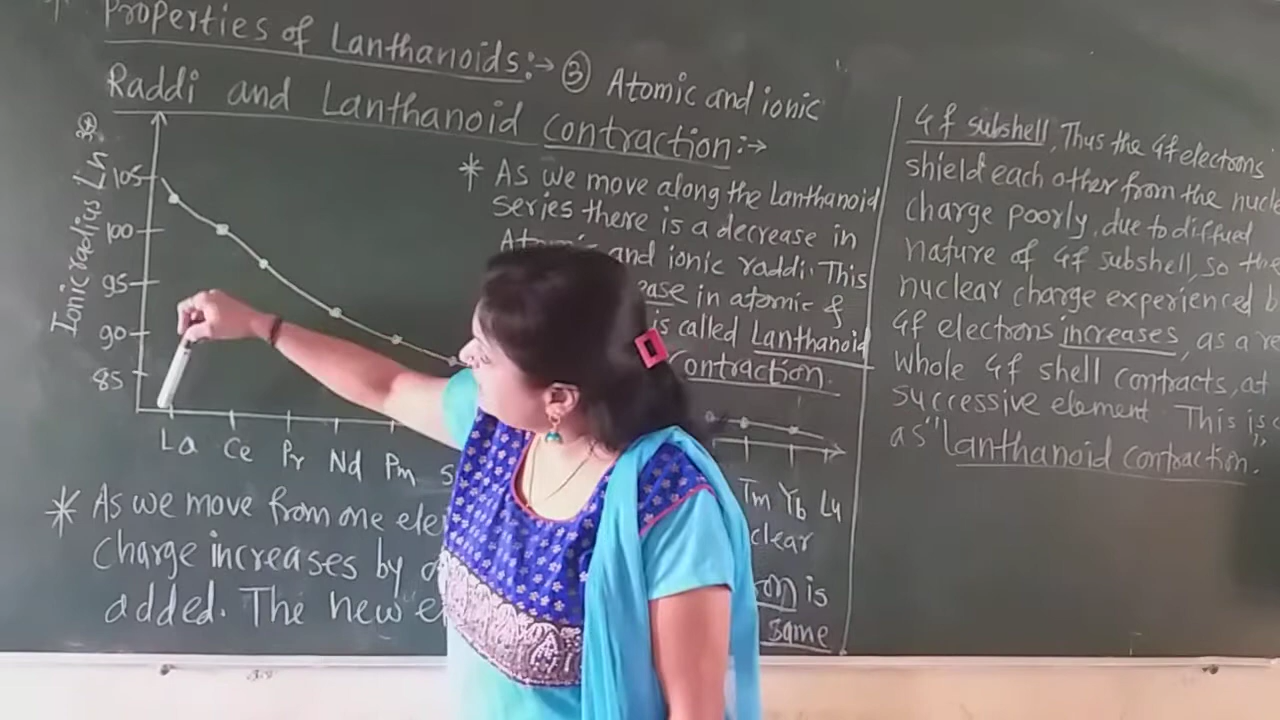 Properties of Lanthanoids:→ ③ Atomic and ionic
Raddi and Lanthanoid contraction:→
Ionic radius Ln
105
100
95
90
85
La Ce Pr Nd Pm
Tm Yb Lu
* As we move along the Lanthanoid
series there is a decrease in
and ionic raddi. This
in atomic &
is called Lanthanoid
contraction.
* As we move from one
clear
charge increases by
is
added. The new
same
4f subshell, Thus the 4f electrons
shield each other from the
charge poorly, due to diffued
nature of 4f subshell, so the
nuclear charge experienced
4f electrons increases, as a
whole 4f shell contracts, at
successive element. This is
as "lanthanoid contraction.